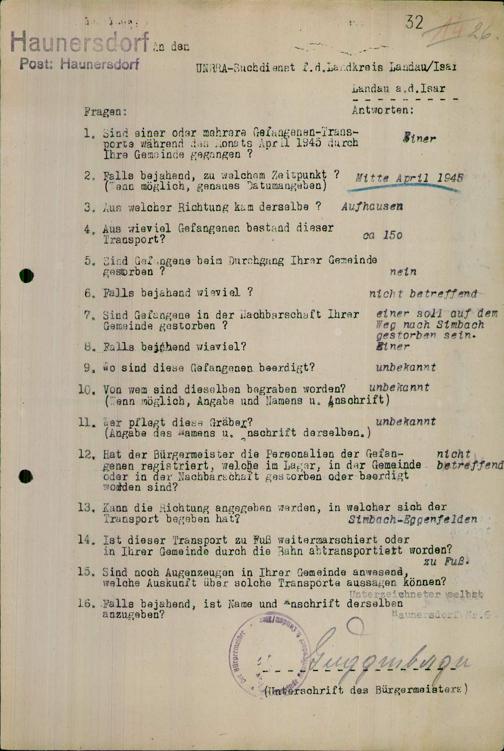 32
26.
Haunersdorf
Post: Haunersdorf
An den
UNRRA-Suchdienst f.d.Landkreis Landau/Isar
Landau a.d.Isar
Fragen: Antworten:
1. Sind einer oder mehrere Gefangenen-Trans- Einer
porte während des Monats April 1945 durch
Ihre Gemeinde gegangen ?
2. Falls bejahend, zu welchem Zeitpunkt ? Mitte April 1945
(Wenn möglich, genaues Datumangeben)
3. Aus welcher Richtung kam derselbe ? Aufhausen
4. Aus wieviel Gefangenen bestand dieser ca 150
Transport?
5. Sind Gefangene beim Durchgang Ihrer Gemeinde
gestorben ? nein
6. Falls bejahend wieviel ? nicht betreffend
7. Sind Gefangene in der Nachbarschaft Ihrer einer soll auf dem
Gemeinde gestorben ? Weg nach Simbach
gestorben sein.
8. Falls bejahend wieviel? Einer
9. Wo sind diese Gefangenen beerdigt? unbekannt
10. Von wem sind dieselben begraben worden? unbekannt
(Wenn möglich, Angabe und Namens u. Anschrift)
11. Wer pflegt diese Gräber? unbekannt
(Angabe des Namens u. Anschrift derselben.)
12. Hat der Bürgermeister die Personalien der Gefan- nicht
genen registriert, welche im Lager, in der Gemeinde betreffend
oder in der Nachbarschaft gestorben oder beerdigt
worden sind?
13. Kann die Richtung angegeben werden, in welcher sich der
Transport begeben hat? Simbach-Eggenfelden
14. Ist dieser Transport zu Fuß weitermarschiert oder
in Ihrer Gemeinde durch die Bahn abtransportiett worden?
zu Fuß.
15. Sind noch Augenzeugen in Ihrer Gemeinde anwesend,
welche Auskunft über solche Transporte aussagen können?
Unterzeichneter selbst
16. Falls bejahend, ist Name und Anschrift derselben
anzugeben? Haunersdorf Nr.6
(Unterschrift des Bürgermeisters)